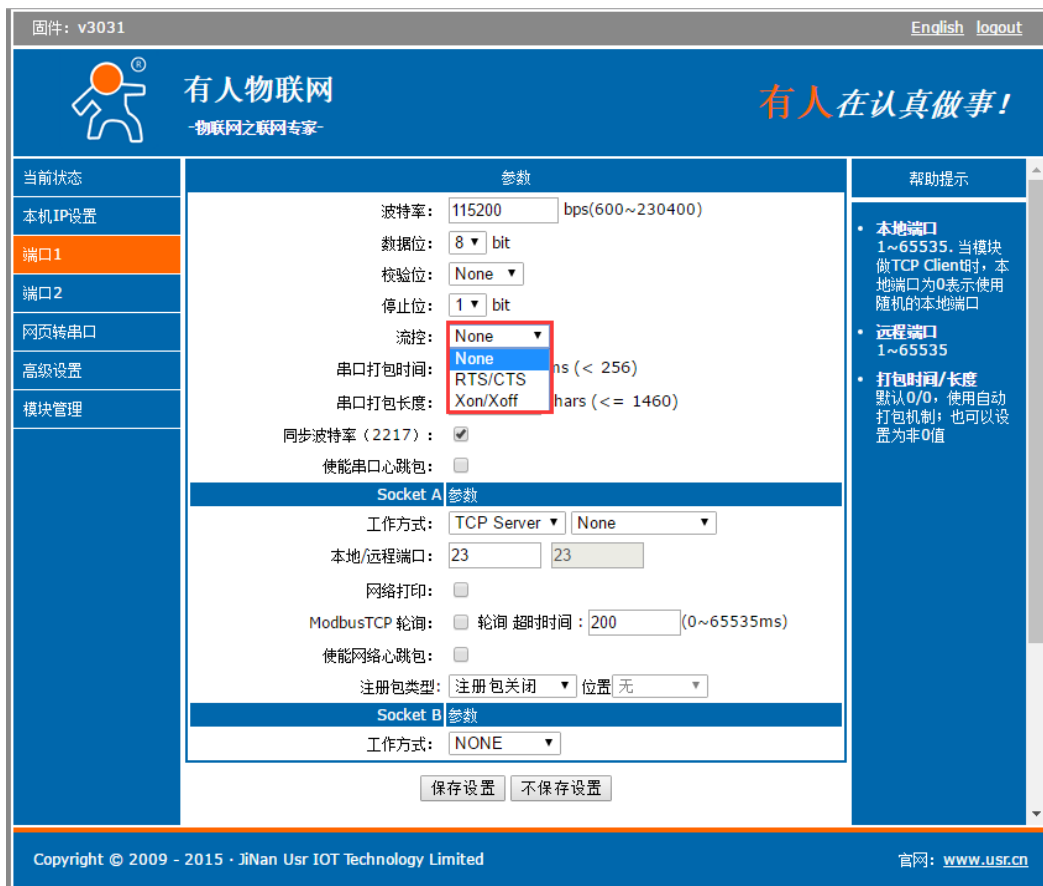 固件：v3031
English logout
®
有人物联网
-物联网之联网专家-
有人在认真做事!
当前状态
本机IP设置
端口1
端口2
网页转串口
高级设置
模块管理
参数
波特率： 115200 bps(600~230400)
数据位： 8 bit
校验位： None
停止位： 1 bit
流控： None
None
RTS/CTS
Xon/Xoff
串口打包时间： ms (< 256)
串口打包长度： hars (<= 1460)
同步波特率（2217）：
使能串口心跳包：
Socket A 参数
工作方式： TCP Server None
本地/远程端口： 23 23
网络打印：
ModbusTCP 轮询： 轮询 超时时间：200 (0~65535ms)
使能网络心跳包：
注册包类型： 注册包关闭 位置 无
Socket B 参数
工作方式： NONE
保存设置 不保存设置
帮助提示
• 本地端口
1~65535. 当模块
做TCP Client时，本
地端口为0表示使用
随机的本地端口
• 远程端口
1~65535
• 打包时间/长度
默认0/0，使用自动
打包机制；也可以设
置为非0值
Copyright © 2009 - 2015 · JiNan Usr IOT Technology Limited
官网：www.usr.cn